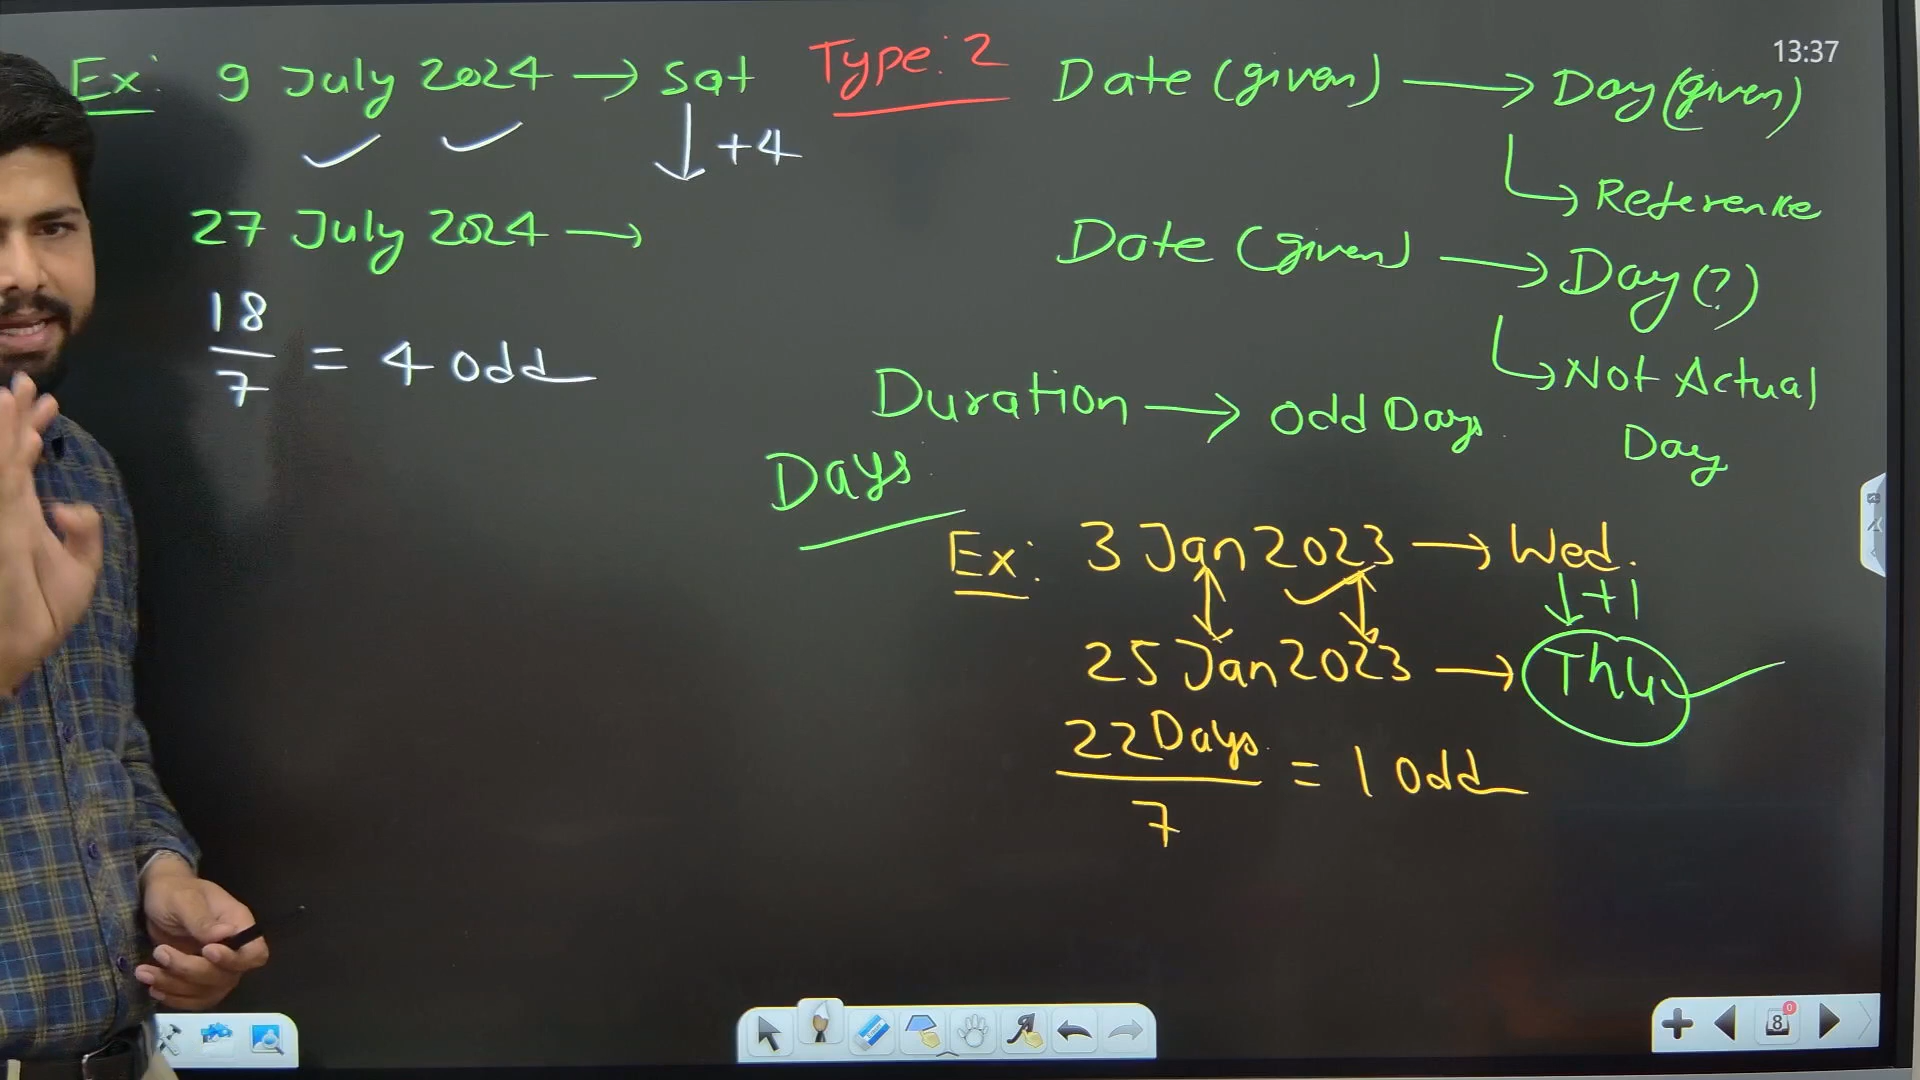 Ex: 9 July 2024 → Sat
↓ +4
27 July 2024 →
18
7
= 4 odd
Type: 2
13:37
Date (given) → Day (given)
↳ Reference
Date (given) → Day (?)
↳ Not Actual
Day
Duration → Odd Days
Days
Ex: 3 Jan 2023 → Wed.
↓ +1
25 Jan 2023 → Thu
22 Days
7
= 1 Odd
8
0